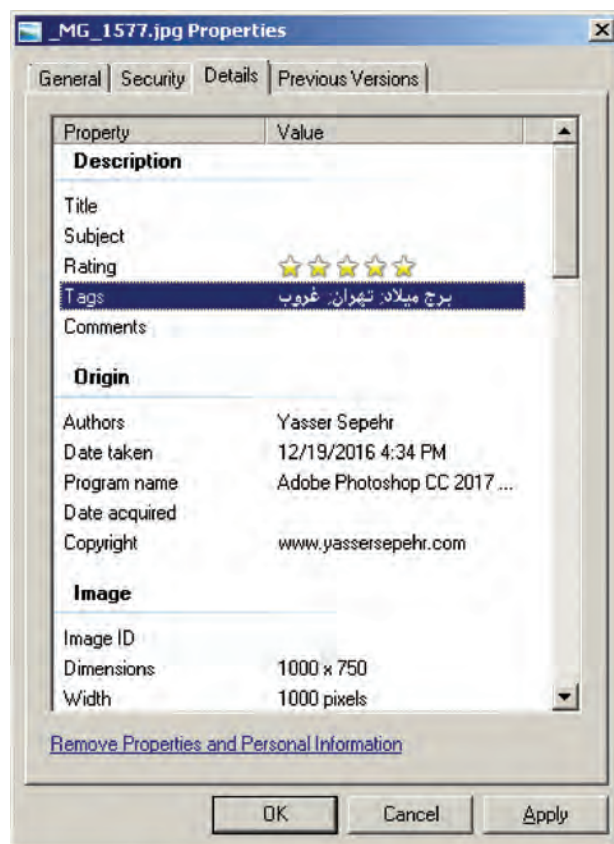 _MG_1577.jpg Properties
General Security Details Previous Versions
Property Value
Description
Title
Subject
Rating
Tags برج میلاد; تهران; غروب
Comments
Origin
Authors Yasser Sepehr
Date taken 12/19/2016 4:34 PM
Program name Adobe Photoshop CC 2017 ...
Date acquired
Copyright www.yassersepehr.com
Image
Image ID
Dimensions 1000 x 750
Width 1000 pixels
Remove Properties and Personal Information
OK Cancel Apply